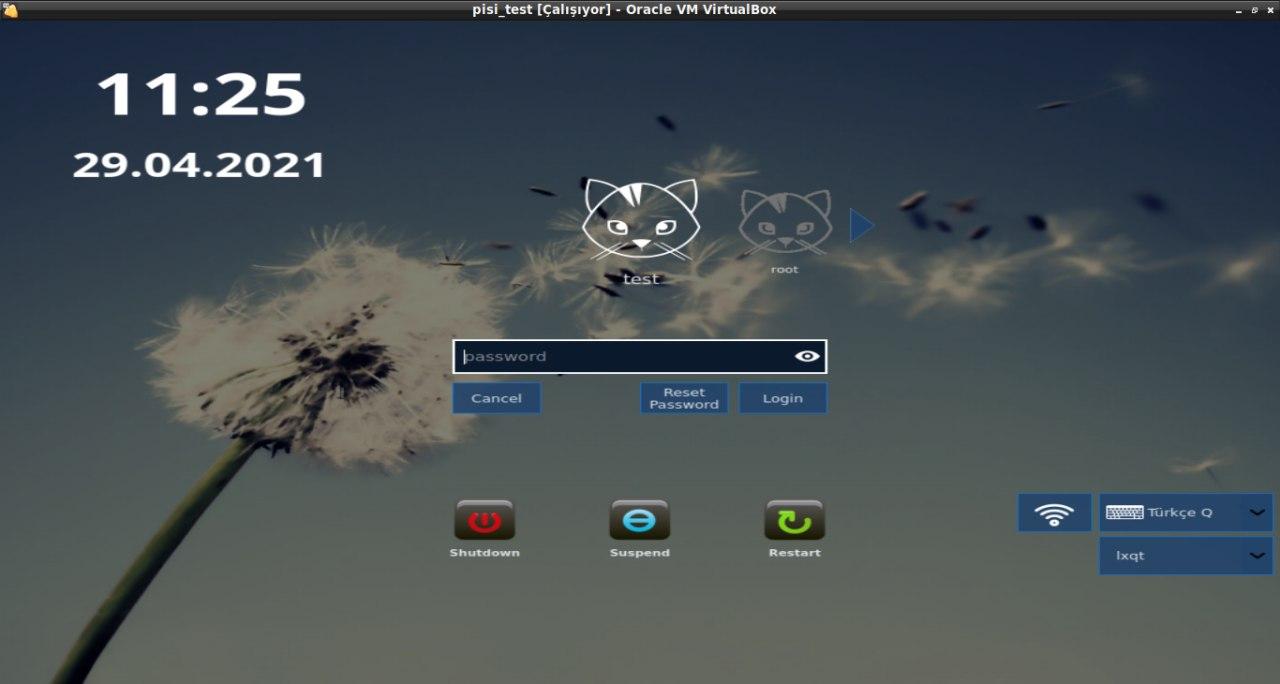 pisi_test [Çalışıyor] - Oracle VM VirtualBox
11:25
29.04.2021
test
root
password
Cancel
Reset
Password
Login
Shutdown
Suspend
Restart
Türkçe Q
lxqt